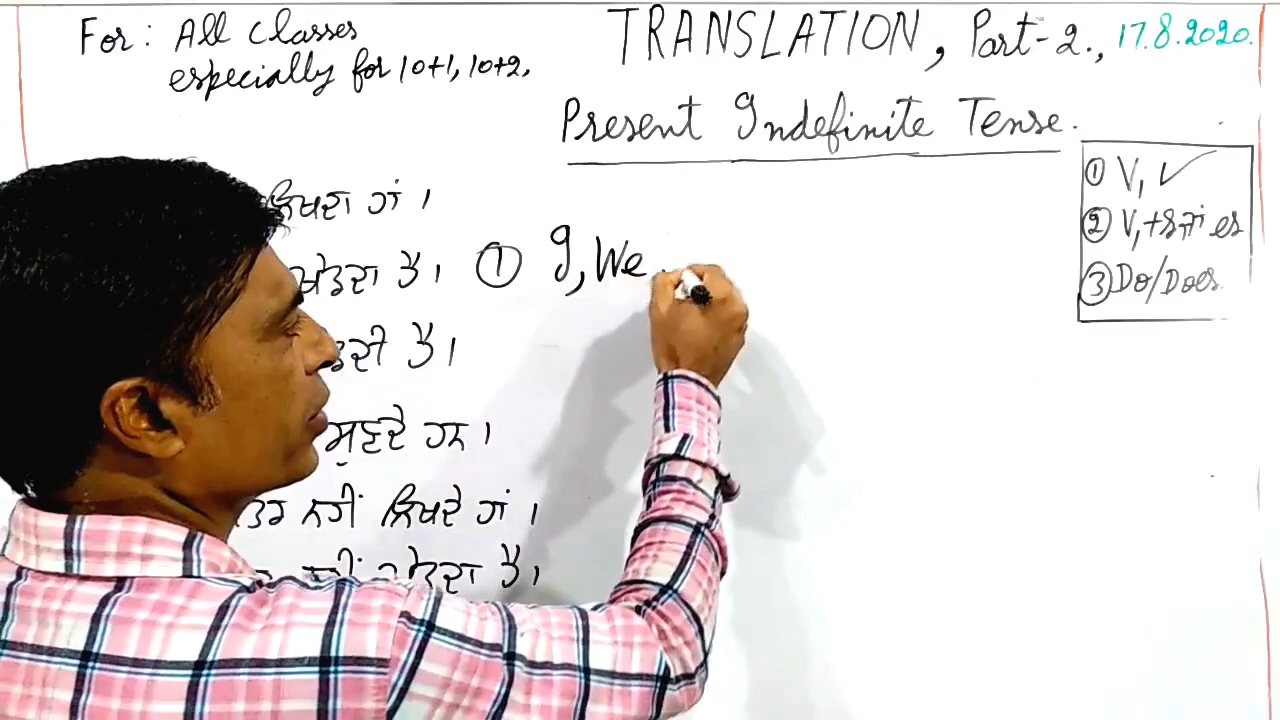 For : All classes
especially for 10+1, 10+2,
TRANSLATION, Part-2., 17.8.2020.
Present Indefinite Tense.
① V₁ ✓
② V₁+s ਜਾਂ es
③ Do/Does
ਲਿਖਦਾ ਹਾਂ ।
ਖੇਡਦਾ ਹੈ ।
ਹੈ ।
ਸੁਣਦੇ ਹਨ ।
ਨਹੀਂ ਲਿਖਦੇ ਹਾਂ ।
ਨਹੀਂ ਖੇਡਦਾ ਹੈ ।
① I, We